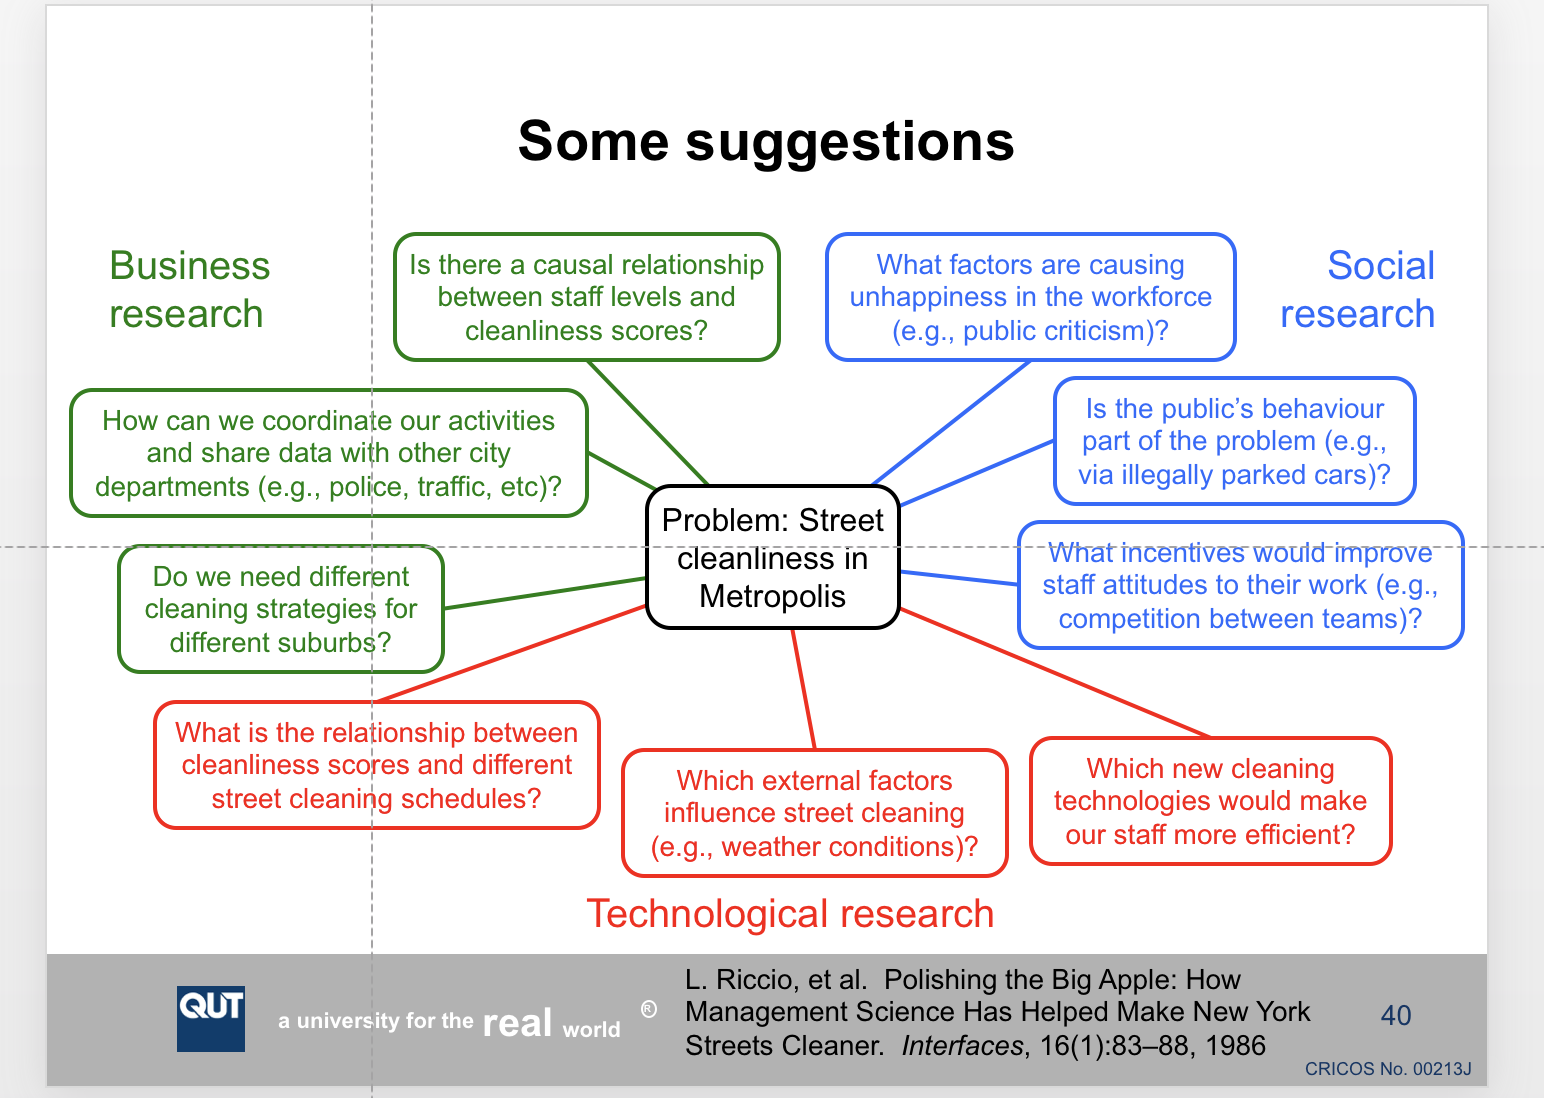 Some suggestions
Business
research
Is there a causal relationship
between staff levels and
cleanliness scores?
What factors are causing
unhappiness in the workforce
(e.g., public criticism)?
Social
research
How can we coordinate our activities
and share data with other city
departments (e.g., police, traffic, etc)?
Is the public’s behaviour
part of the problem (e.g.,
via illegally parked cars)?
Problem: Street
cleanliness in
Metropolis
Do we need different
cleaning strategies for
different suburbs?
What incentives would improve
staff attitudes to their work (e.g.,
competition between teams)?
What is the relationship between
cleanliness scores and different
street cleaning schedules?
Which external factors
influence street cleaning
(e.g., weather conditions)?
Which new cleaning
technologies would make
our staff more efficient?
Technological research
QUT
a university for the real world ®
L. Riccio, et al. Polishing the Big Apple: How
Management Science Has Helped Make New York
Streets Cleaner. Interfaces, 16(1):83–88, 1986
40
CRICOS No. 00213J